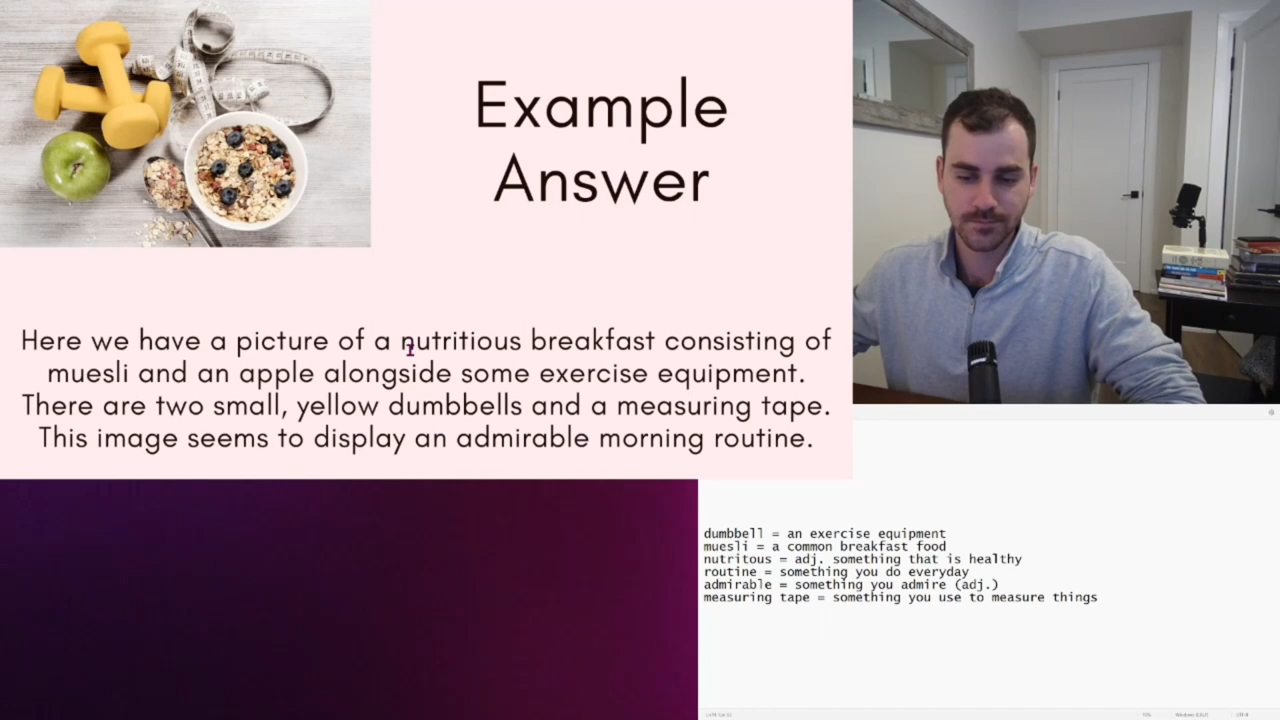 Example
Answer
Here we have a picture of a nutritious breakfast consisting of
muesli and an apple alongside some exercise equipment.
There are two small, yellow dumbbells and a measuring tape.
This image seems to display an admirable morning routine.
dumbbell = an exercise equipment
muesli = a common breakfast food
nutritous = adj. something that is healthy
routine = something you do everyday
admirable = something you admire (adj.)
measuring tape = something you use to measure things